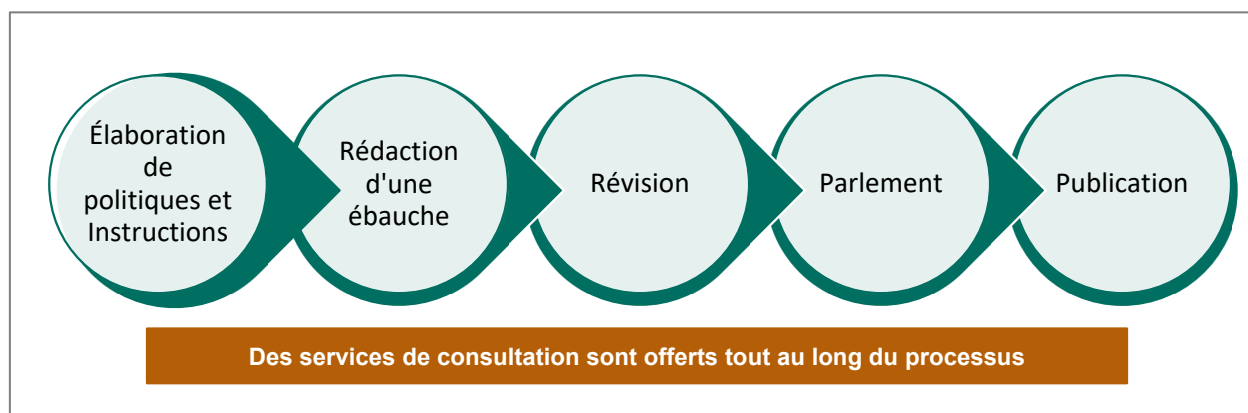 Élaboration
de
politiques et
Instructions
Rédaction
d'une
ébauche
Révision
Parlement
Publication
Des services de consultation sont offerts tout au long du processus